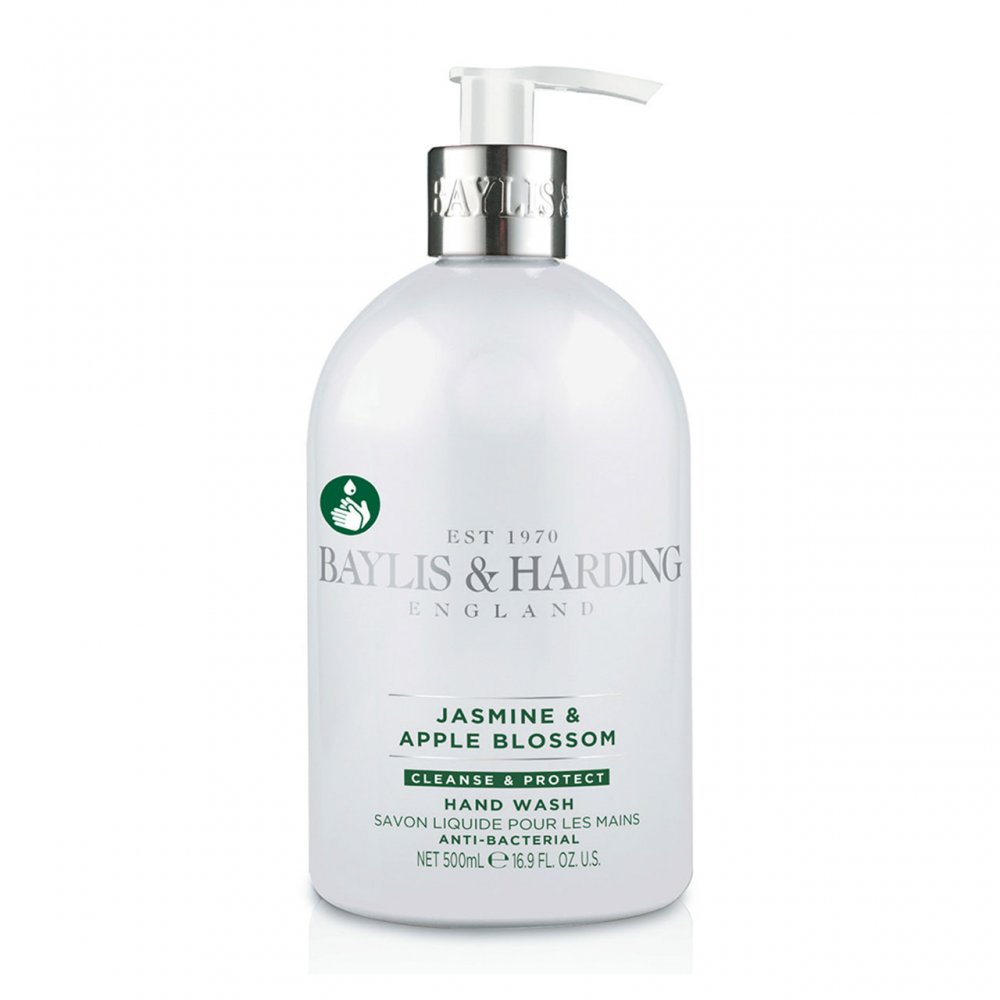 BAYLIS &
EST 1970
BAYLIS & HARDING
ENGLAND
JASMINE &
APPLE BLOSSOM
CLEANSE & PROTECT
HAND WASH
SAVON LIQUIDE POUR LES MAINS
ANTI-BACTERIAL
NET 500mL ℮ 16.9 FL. OZ. U.S.